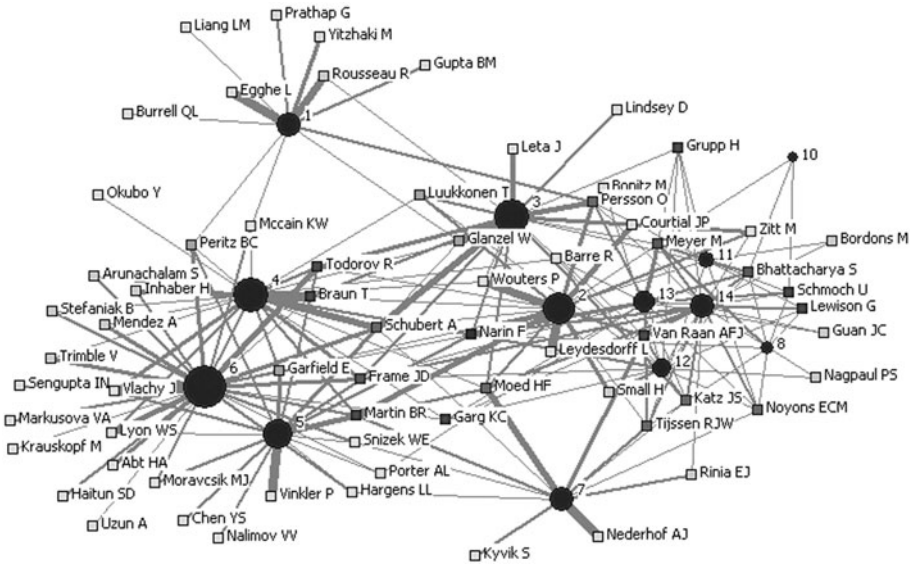 Liang LM
Prathap G
Yitzhaki M
Rousseau R
Gupta BM
Egghe L
Burrell QL
1
Lindsey D
Leta J
Grupp H
10
Okubo Y
Luukkonen T
Bonitz M
Persson O
3
Mccain KW
Courtial JP
Zitt M
Peritz BC
Glanzel W
Meyer M
Bordons M
Barre R
11
Todorov R
Arunachalam S
Bhattacharya S
Inhaber H
4
Wouters P
Schmoch U
Braun T
2
13
14
Stefaniak B
Lewison G
Mendez A
Schubert A
Narin F
Van Raan AFJ
Guan JC
Leydesdorff L
8
Trimble V
6
Garfield E
12
Frame JD
Nagpaul PS
Sengupta IN
Vlachy J
Moed HF
Small H
Katz JS
Noyons ECM
Markusova VA
Martin BR
Garg KC
Lyon WS
5
Tijssen RJW
Krauskopf M
Snizek WE
Abt HA
Porter AL
Rinia EJ
Moravcsik MJ
Haitun SD
Vinkler P
Hargens LL
7
Uzun A
Chen YS
Nalimov VV
Nederhof AJ
Kyvik S